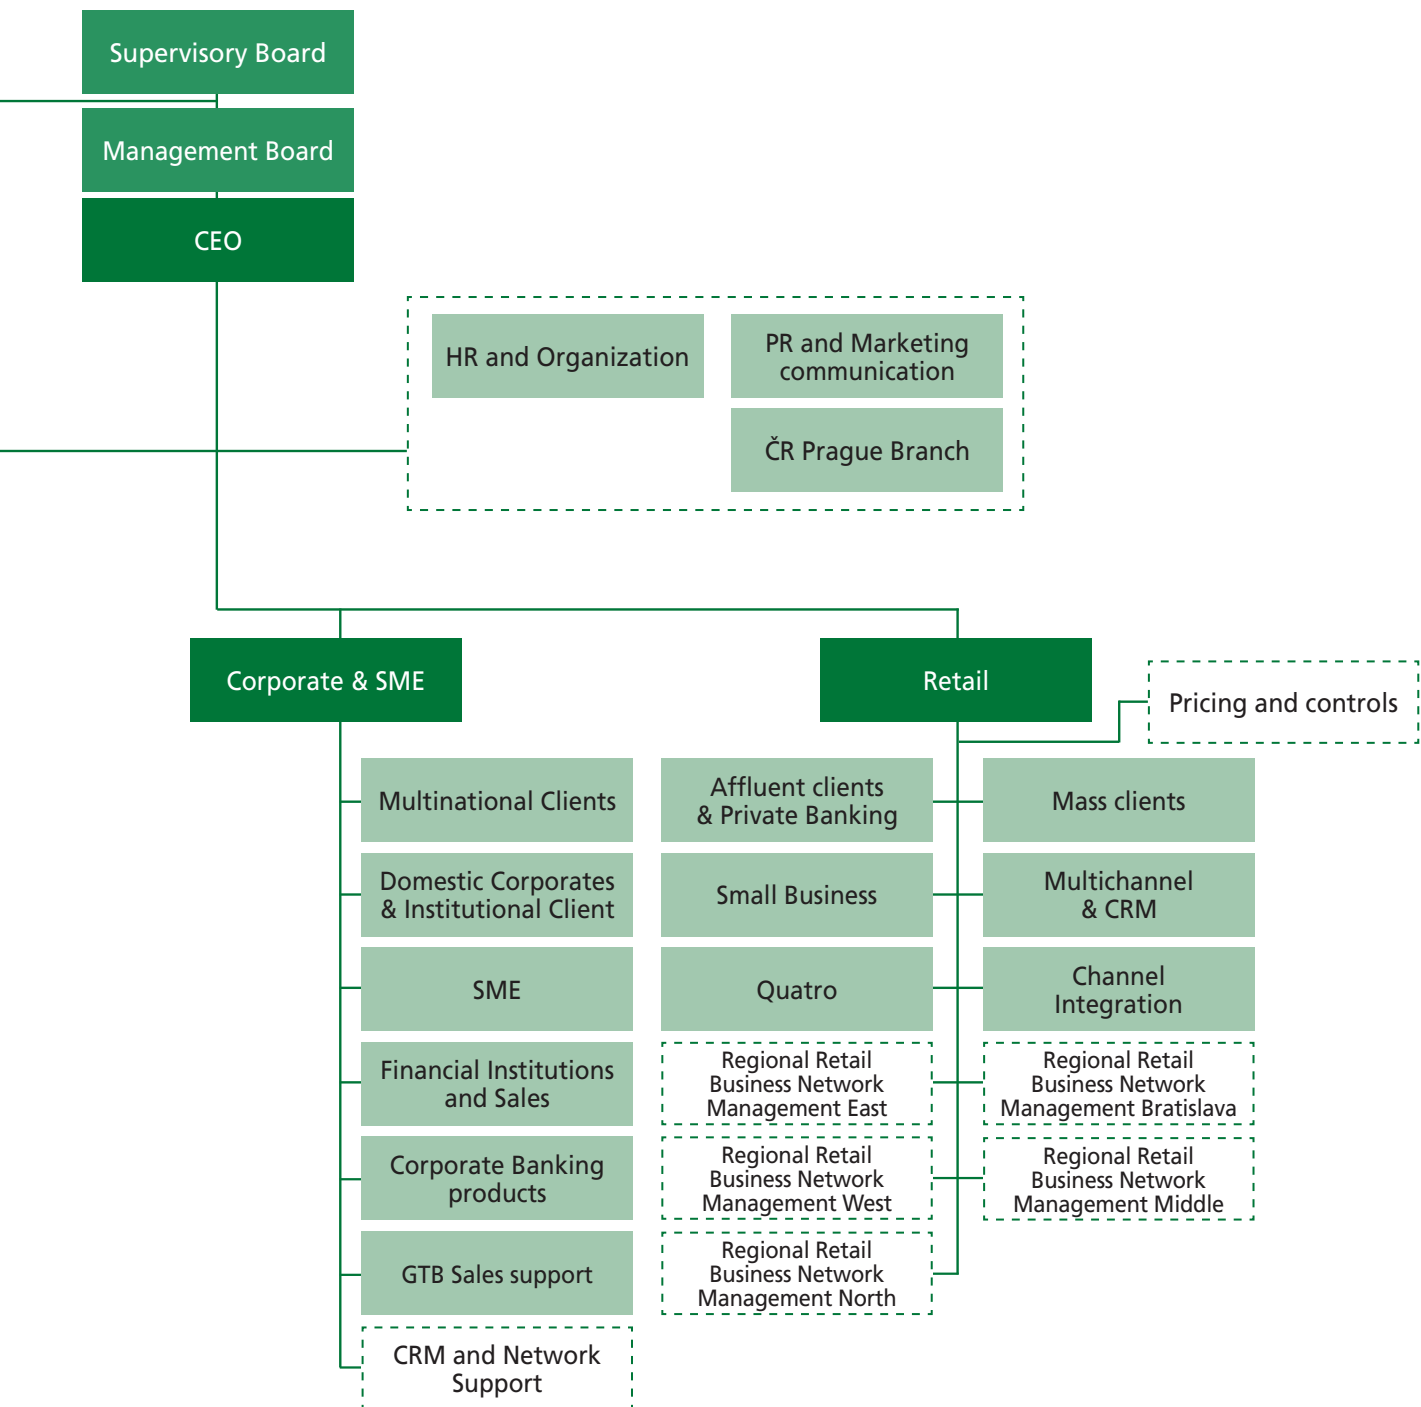 Supervisory Board
Management Board
CEO
HR and Organization
PR and Marketing
communication
ČR Prague Branch
Corporate & SME
Retail
Pricing and controls
Multinational Clients
Domestic Corporates
& Institutional Client
SME
Financial Institutions
and Sales
Corporate Banking
products
GTB Sales support
CRM and Network
Support
Affluent clients
& Private Banking
Small Business
Quatro
Regional Retail
Business Network
Management East
Regional Retail
Business Network
Management West
Regional Retail
Business Network
Management North
Mass clients
Multichannel
& CRM
Channel
Integration
Regional Retail
Business Network
Management Bratislava
Regional Retail
Business Network
Management Middle